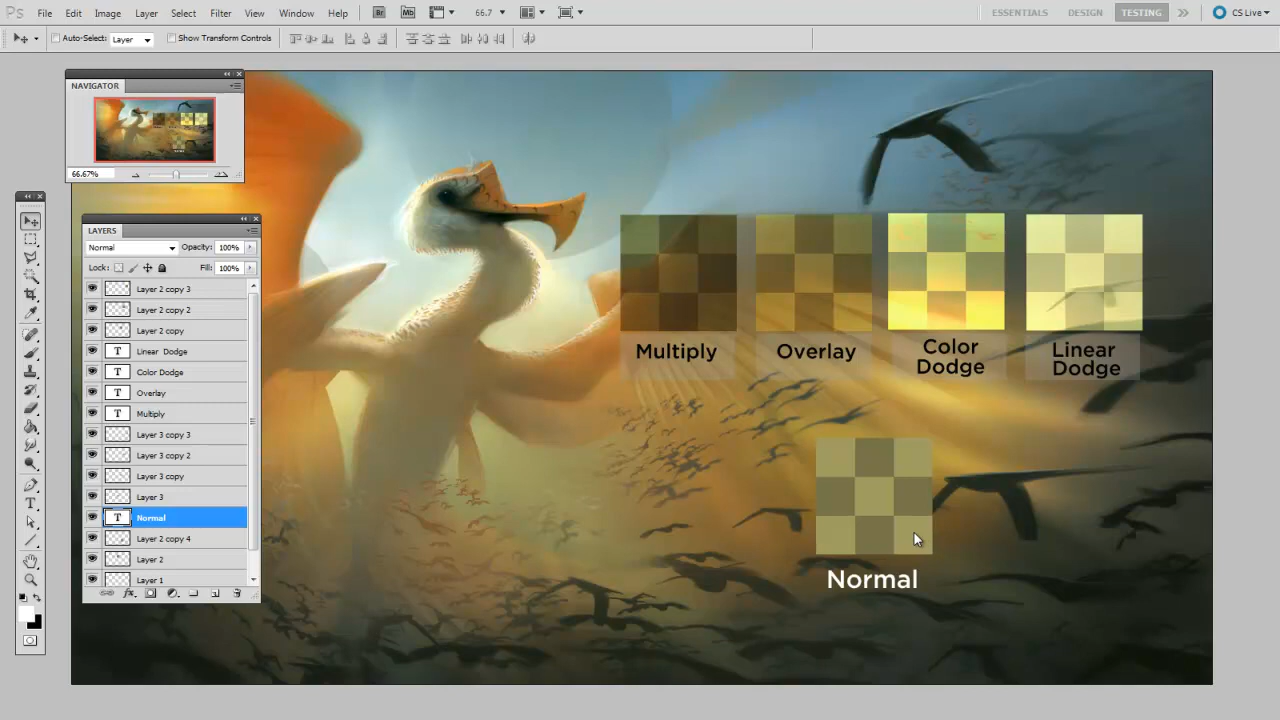 Ps File Edit Image Layer Select Filter View Window Help Br Mb 66.7 ESSENTIALS DESIGN TESTING CS Live
Auto-Select: Layer Show Transform Controls
NAVIGATOR
66.67%
LAYERS
Normal Opacity: 100%
Lock: Fill: 100%
Layer 2 copy 3
Layer 2 copy 2
Layer 2 copy
T Linear Dodge
T Color Dodge
T Overlay
T Multiply
Layer 3 copy 3
Layer 3 copy 2
Layer 3 copy
Layer 3
T Normal
Layer 2 copy 4
Layer 2
Layer 1
fx.
T
Multiply
Overlay
Color
Dodge
Linear
Dodge
Normal